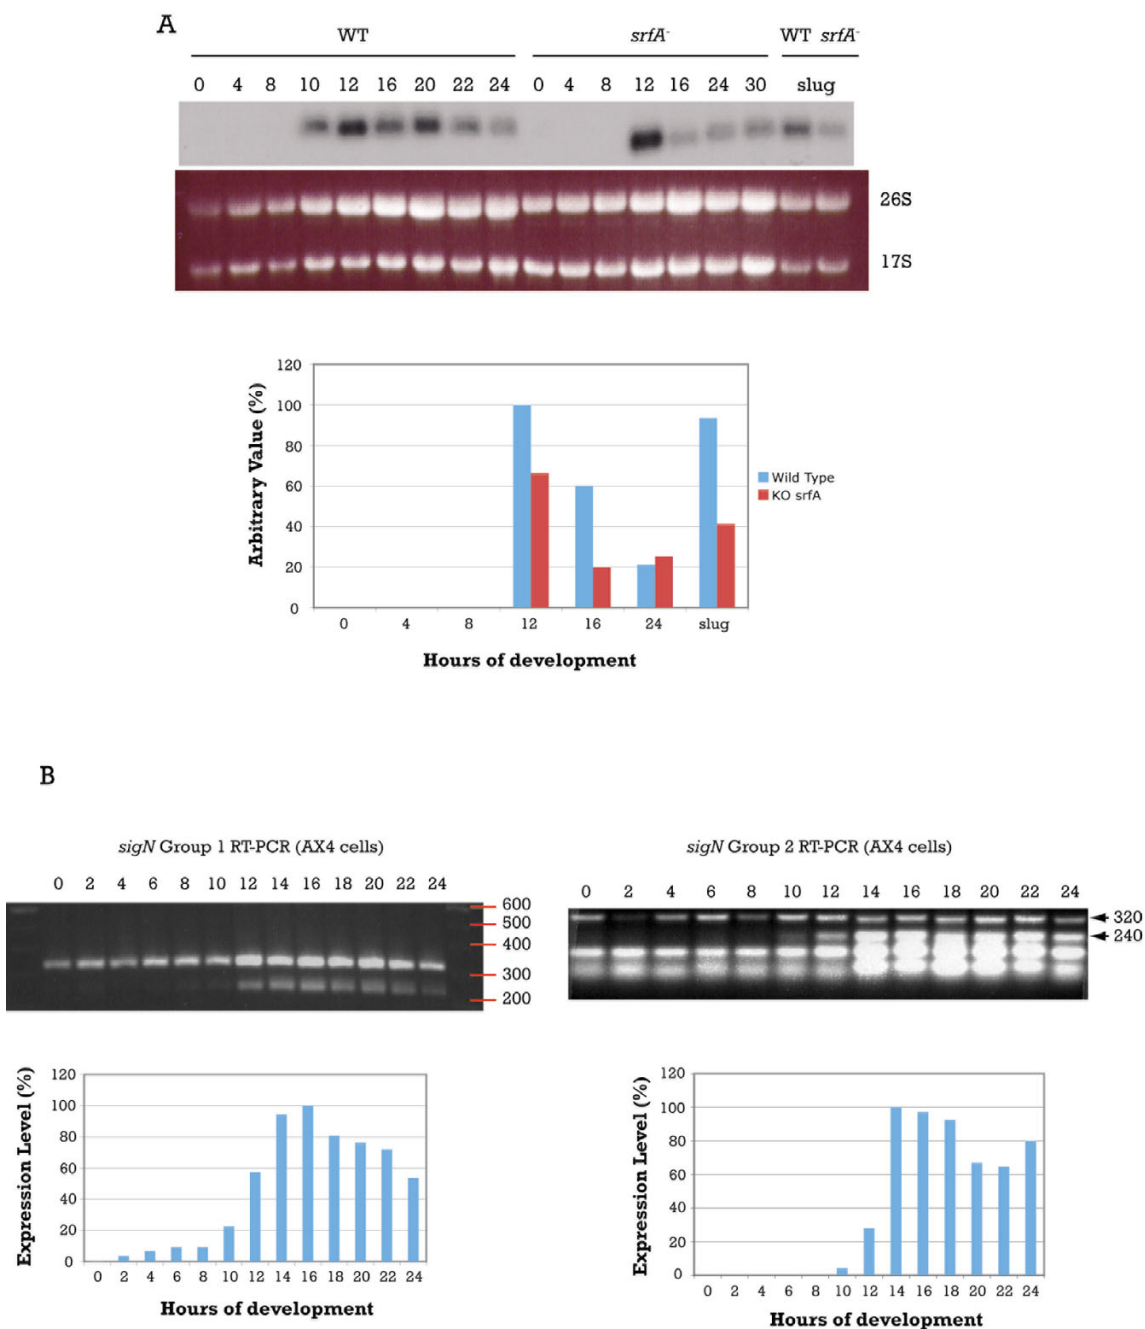 A
WT srfA- WT srfA-
0 4 8 10 12 16 20 22 24 0 4 8 12 16 24 30 slug
26S
17S
120
100
80
60
40
20
0
Arbitrary Value (%)
0 4 8 12 16 24 slug
Hours of development
Wild Type
KO srfA
B
sigN Group 1 RT-PCR (AX4 cells)
0 2 4 6 8 10 12 14 16 18 20 22 24
600
500
400
300
200
120
100
80
60
40
20
0
Expression Level (%)
0 2 4 6 8 10 12 14 16 18 20 22 24
Hours of development
sigN Group 2 RT-PCR (AX4 cells)
0 2 4 6 8 10 12 14 16 18 20 22 24
320
240
120
100
80
60
40
20
0
Expression Level (%)
0 2 4 6 8 10 12 14 16 18 20 22 24
Hours of development